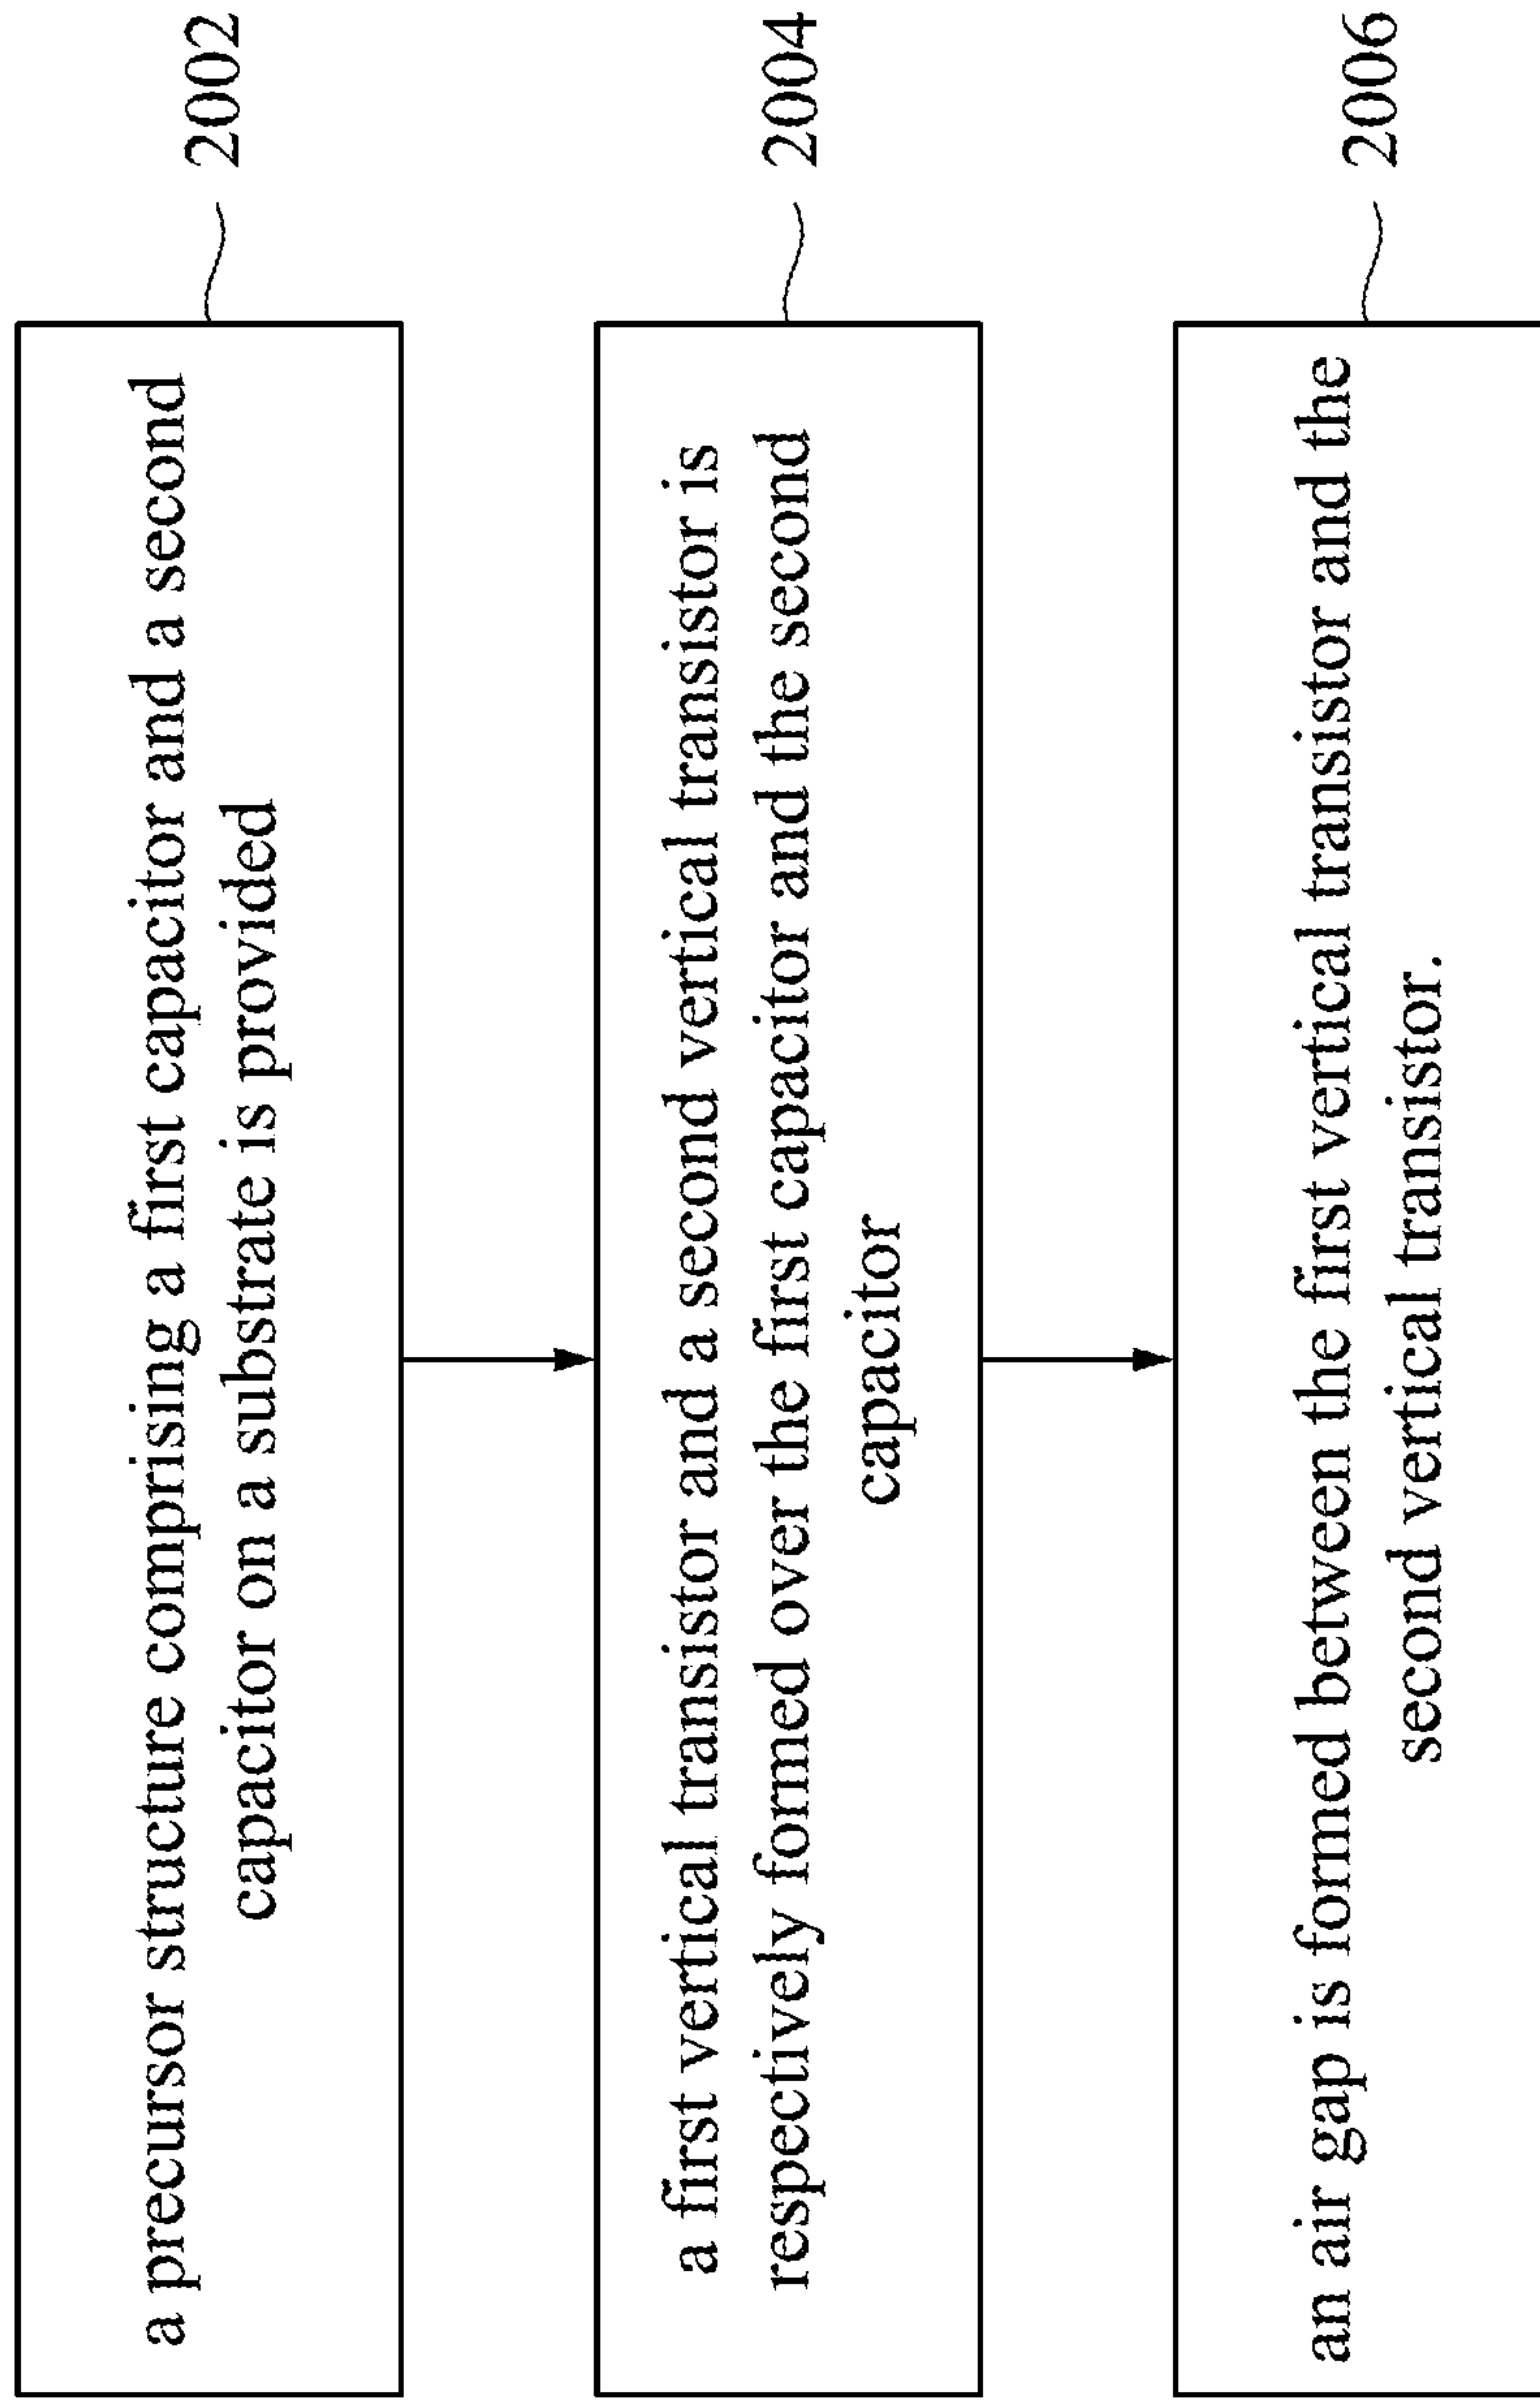 a precursor structure comprising a first capacitor and a second
capacitor on a substrate is provided
2002
a first vertical transistor and a second vertical transistor is
respectively formed over the first capacitor and the second
capacitor
2004
an air gap is formed between the first vertical transistor and the
second vertical transistor.
2006